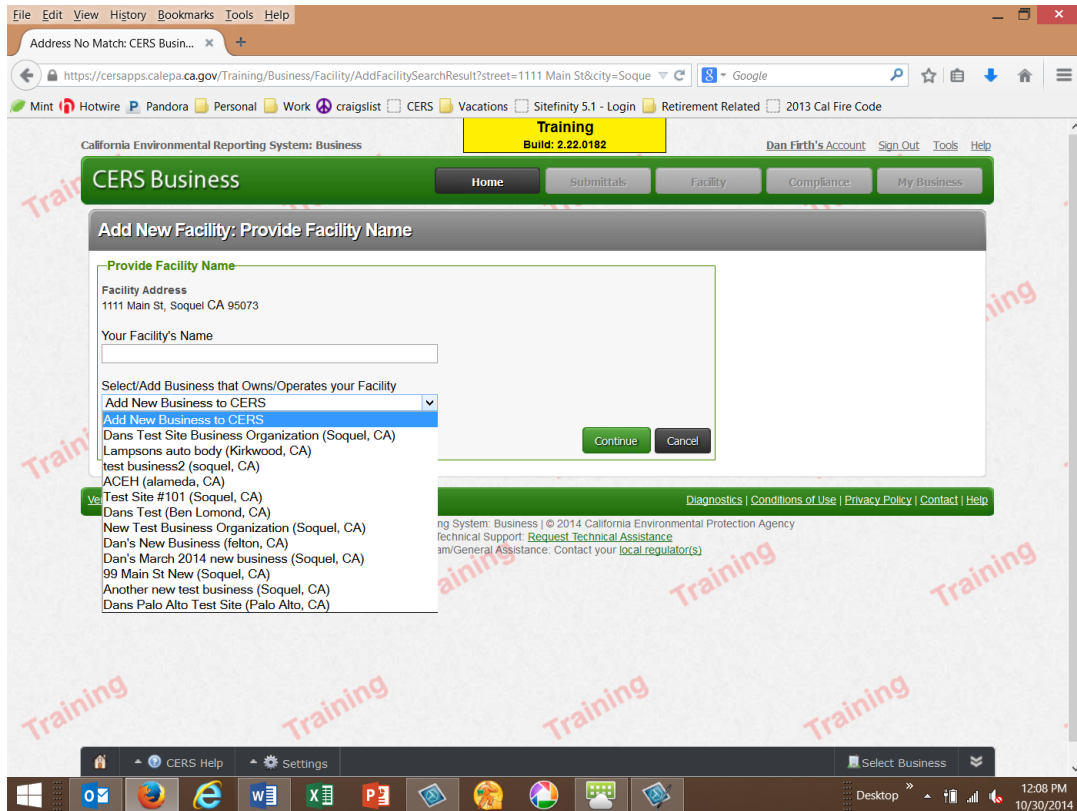 File Edit View History Bookmarks Tools Help
Address No Match: CERS Busin... × +
https://cersapps.calepa.ca.gov/Training/Business/Facility/AddFacilitySearchResult?street=1111 Main St&city=Soque
8 Google
Mint Hotwire Pandora Personal Work craigslist CERS Vacations Sitefinity 5.1 - Login Retirement Related 2013 Cal Fire Code
Training
Build: 2.22.0182
California Environmental Reporting System: Business
Dan Firth's Account Sign Out Tools Help
CERS Business
Home Submittals Facility Compliance My Business
Add New Facility: Provide Facility Name
Provide Facility Name
Facility Address
1111 Main St, Soquel CA 95073
Your Facility's Name
Select/Add Business that Owns/Operates your Facility
Add New Business to CERS
Add New Business to CERS
Dans Test Site Business Organization (Soquel, CA)
Lampsons auto body (Kirkwood, CA)
test business2 (soquel, CA)
ACEH (alameda, CA)
Test Site #101 (Soquel, CA)
Dans Test (Ben Lomond, CA)
New Test Business Organization (Soquel, CA)
Dan's New Business (felton, CA)
Dan's March 2014 new business (Soquel, CA)
99 Main St New (Soquel, CA)
Another new test business (Soquel, CA)
Dans Palo Alto Test Site (Palo Alto, CA)
Continue Cancel
Ve
Diagnostics | Conditions of Use | Privacy Policy | Contact | Help
ng System: Business | © 2014 California Environmental Protection Agency
Technical Support: Request Technical Assistance
am/General Assistance: Contact your local regulator(s)
Train
ning
Traini
aining
Training
Training
Training
Training
Training
Training
CERS Help Settings Select Business
Desktop
12:08 PM
10/30/2014